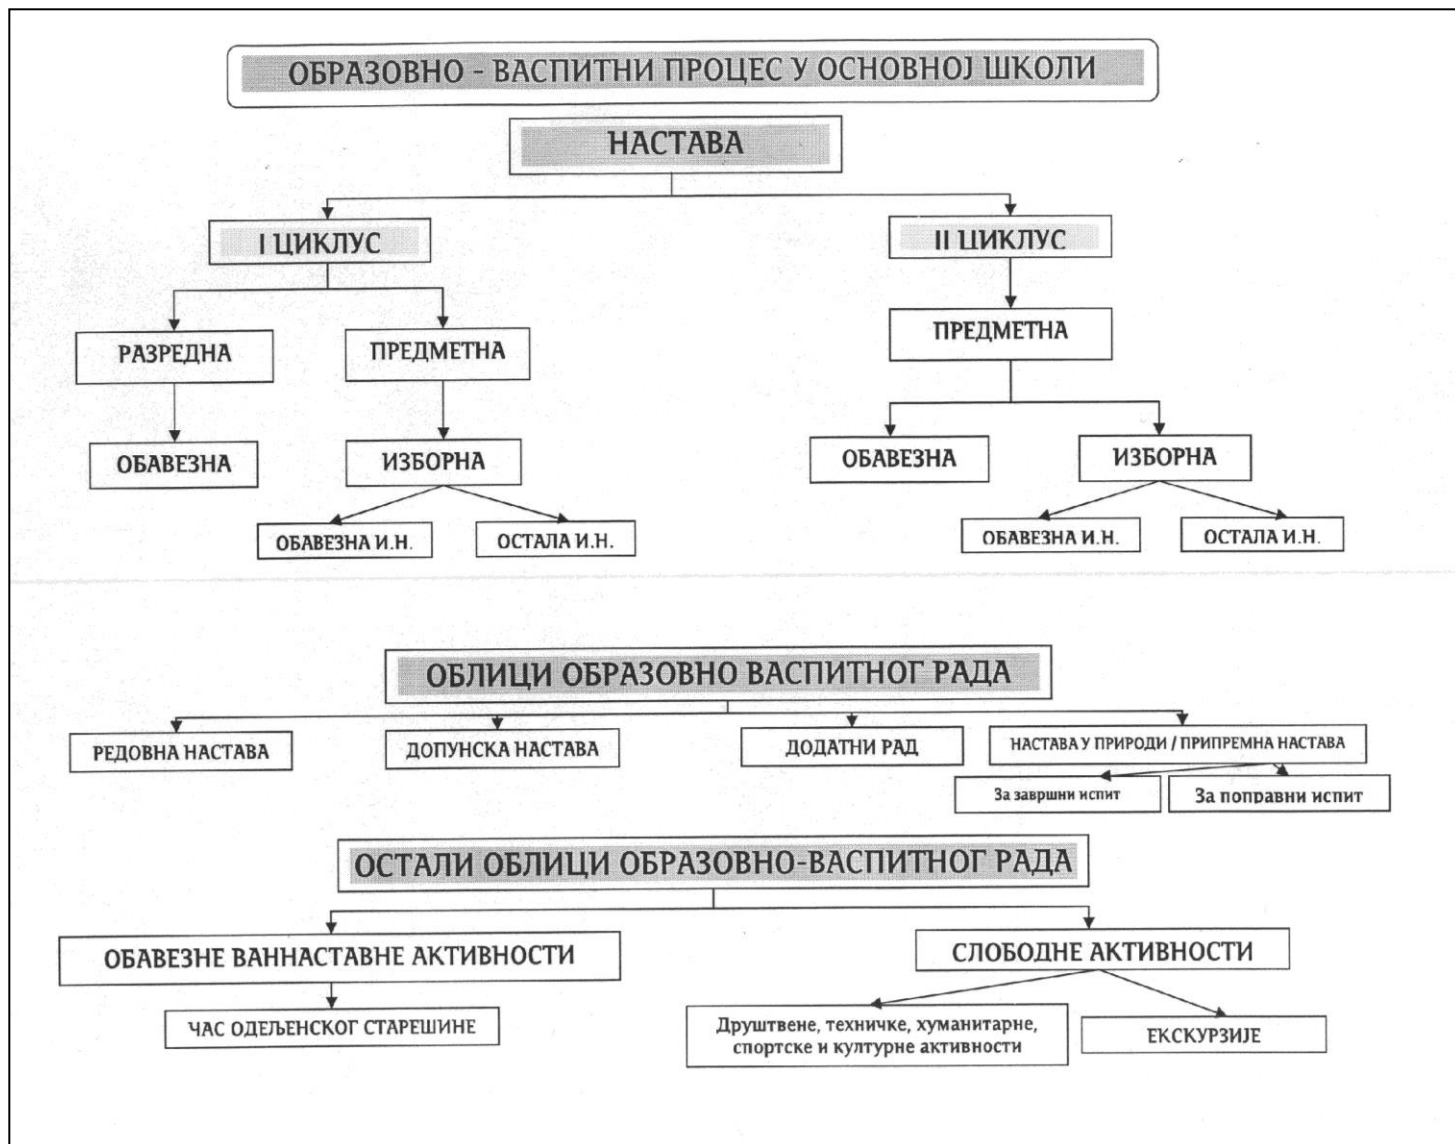 ОБРАЗОВНО - ВАСПИТНИ ПРОЦЕС У ОСНОВНОЈ ШКОЛИ
НАСТАВА
I ЦИКЛУС
II ЦИКЛУС
РАЗРЕДНА
ПРЕДМЕТНА
ПРЕДМЕТНА
ОБАВЕЗНА
ИЗБОРНА
ОБАВЕЗНА
ИЗБОРНА
ОБАВЕЗНА И.Н.
ОСТАЛА И.Н.
ОБАВЕЗНА И.Н.
ОСТАЛА И.Н.
ОБЛИЦИ ОБРАЗОВНО ВАСПИТНОГ РАДА
РЕДОВНА НАСТАВА
ДОПУНСКА НАСТАВА
ДОДАТНИ РАД
НАСТАВА У ПРИРОДИ / ПРИПРЕМНА НАСТАВА
За завршни испит
За поправни испит
ОСТАЛИ ОБЛИЦИ ОБРАЗОВНО-ВАСПИТНОГ РАДА
ОБАВЕЗНЕ ВАННАСТАВНЕ АКТИВНОСТИ
СЛОБОДНЕ АКТИВНОСТИ
ЧАС ОДЕЉЕНСКОГ СТАРЕШИНЕ
Друштвене, техничке, хуманитарне,
спортске и културне активности
ЕКСКУРЗИЈЕ